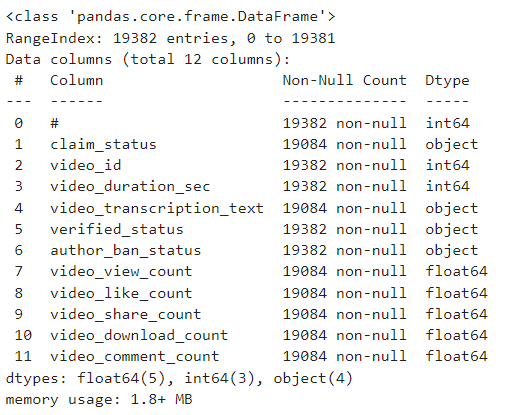 <class 'pandas.core.frame.DataFrame'>
RangeIndex: 19382 entries, 0 to 19381
Data columns (total 12 columns):
 #   Column                    Non-Null Count  Dtype
---  ------                    --------------  -----
 0   #                         19382 non-null  int64
 1   claim_status              19084 non-null  object
 2   video_id                  19382 non-null  int64
 3   video_duration_sec        19382 non-null  int64
 4   video_transcription_text  19084 non-null  object
 5   verified_status           19382 non-null  object
 6   author_ban_status         19382 non-null  object
 7   video_view_count          19084 non-null  float64
 8   video_like_count          19084 non-null  float64
 9   video_share_count         19084 non-null  float64
 10  video_download_count      19084 non-null  float64
 11  video_comment_count       19084 non-null  float64
dtypes: float64(5), int64(3), object(4)
memory usage: 1.8+ MB